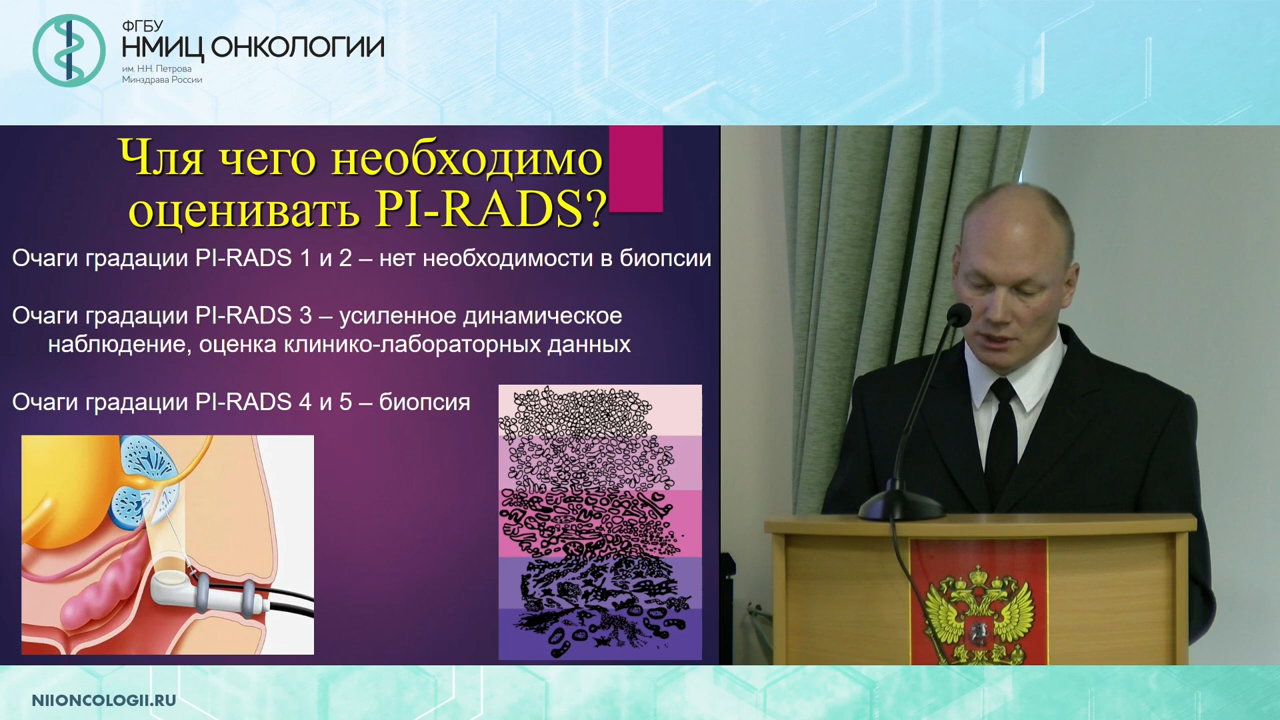 ФГБУ
НМИЦ ОНКОЛОГИИ
им. Н.Н. Петрова
Минздрава России
Чля чего необходимо
оценивать PI-RADS?
Очаги градации PI-RADS 1 и 2 – нет необходимости в биопсии
Очаги градации PI-RADS 3 – усиленное динамическое
наблюдение, оценка клинико-лабораторных данных
Очаги градации PI-RADS 4 и 5 – биопсия
NIIONCOLOGII.RU